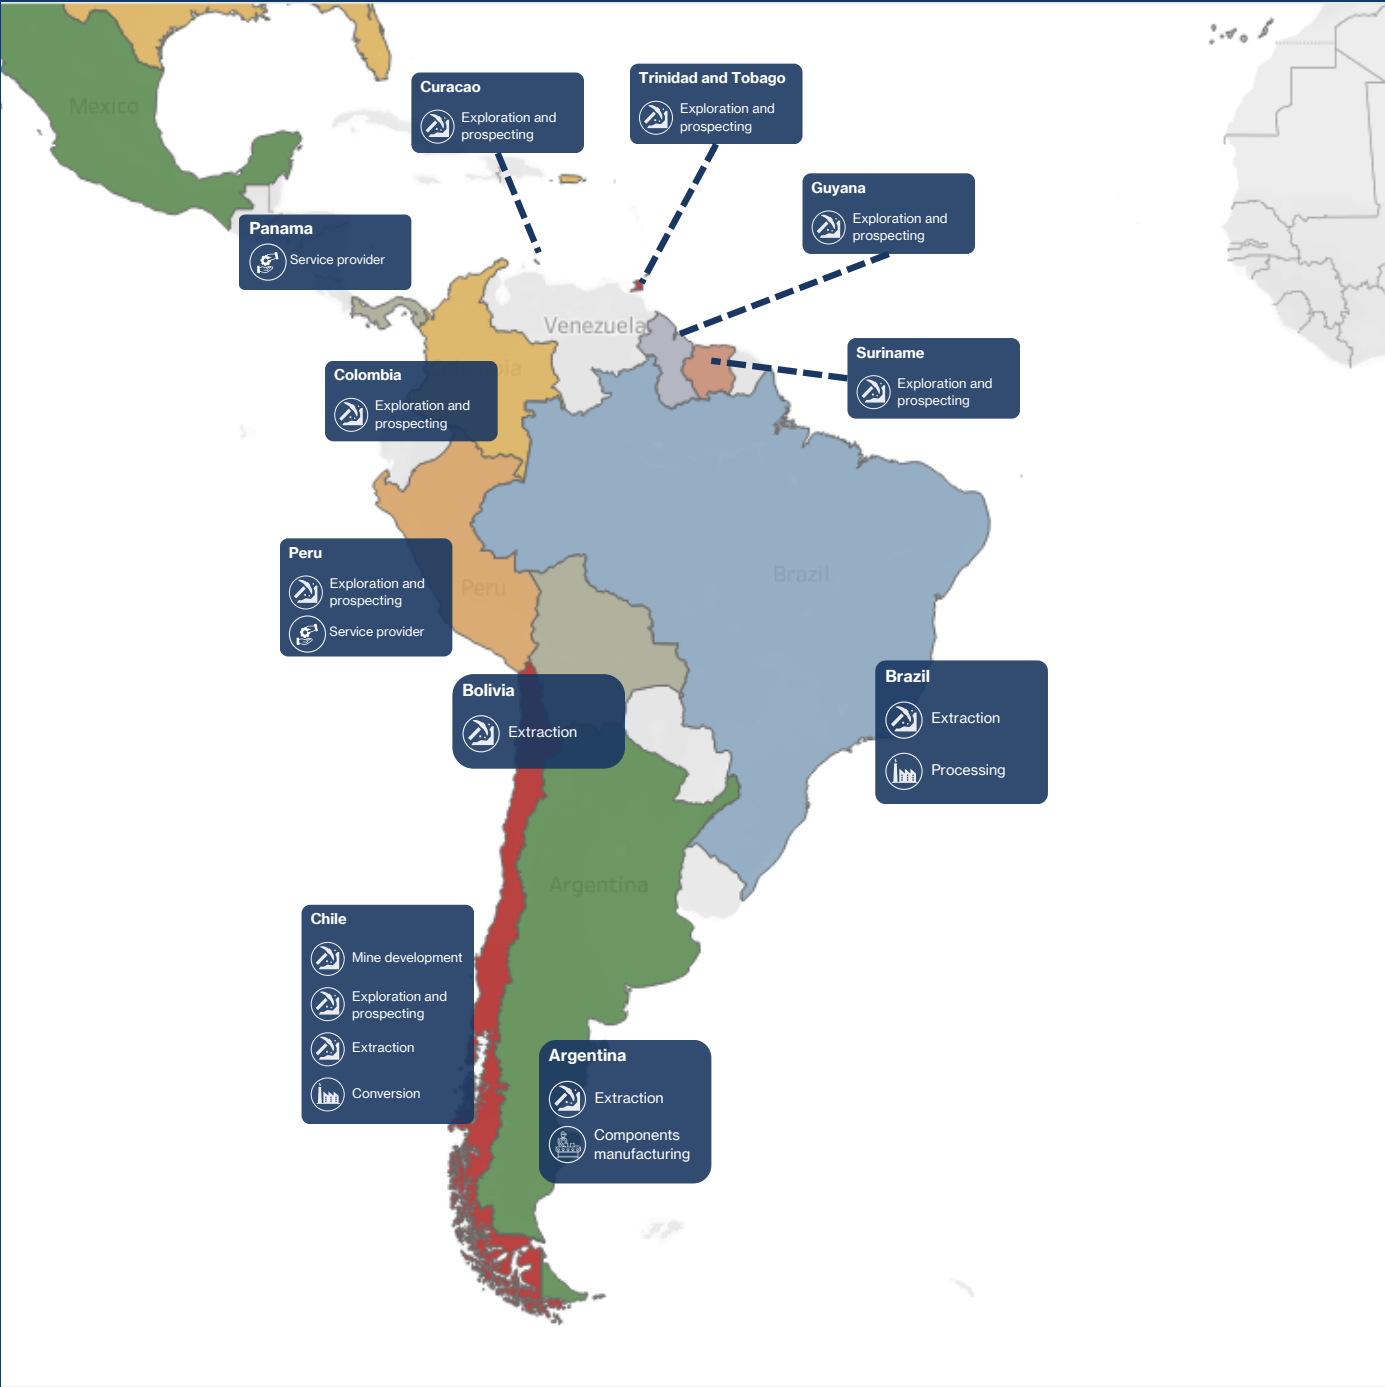 Mexico
Curacao
Exploration and
prospecting
Trinidad and Tobago
Exploration and
prospecting
Guyana
Exploration and
prospecting
Panama
Service provider
Venezuela
Suriname
Exploration and
prospecting
Colombia
Exploration and
prospecting
Peru
Exploration and
prospecting
Service provider
Peru
Brazil
Bolivia
Extraction
Brazil
Extraction
Processing
Argentina
Chile
Mine development
Exploration and
prospecting
Extraction
Conversion
Argentina
Extraction
Components
manufacturing